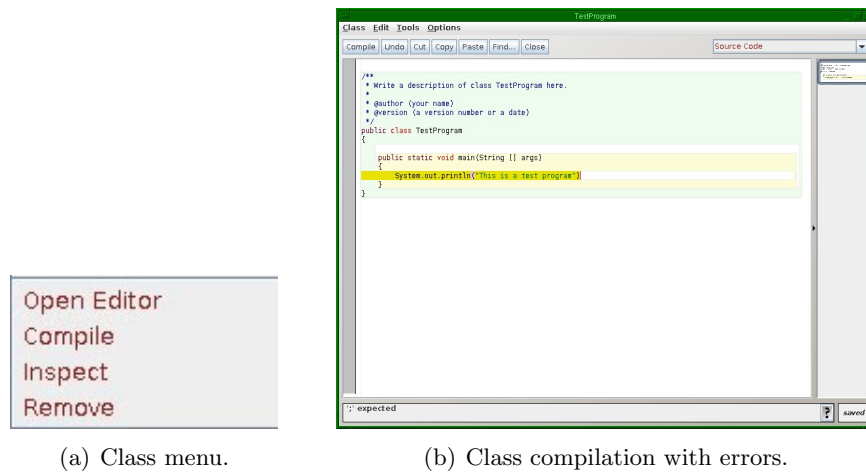 TestProgram
Class Edit Tools Options
Compile Undo Cut Copy Paste Find... Close Source Code
/**
* Write a description of class TestProgram here.
*
* @author (your name)
* @version (a version number or a date)
*/
public class TestProgram
{
public static void main(String [] args)
{
System.out.println("This is a test program")
}
}
';' expected ? saved
Open Editor
Compile
Inspect
Remove
(a) Class menu. (b) Class compilation with errors.